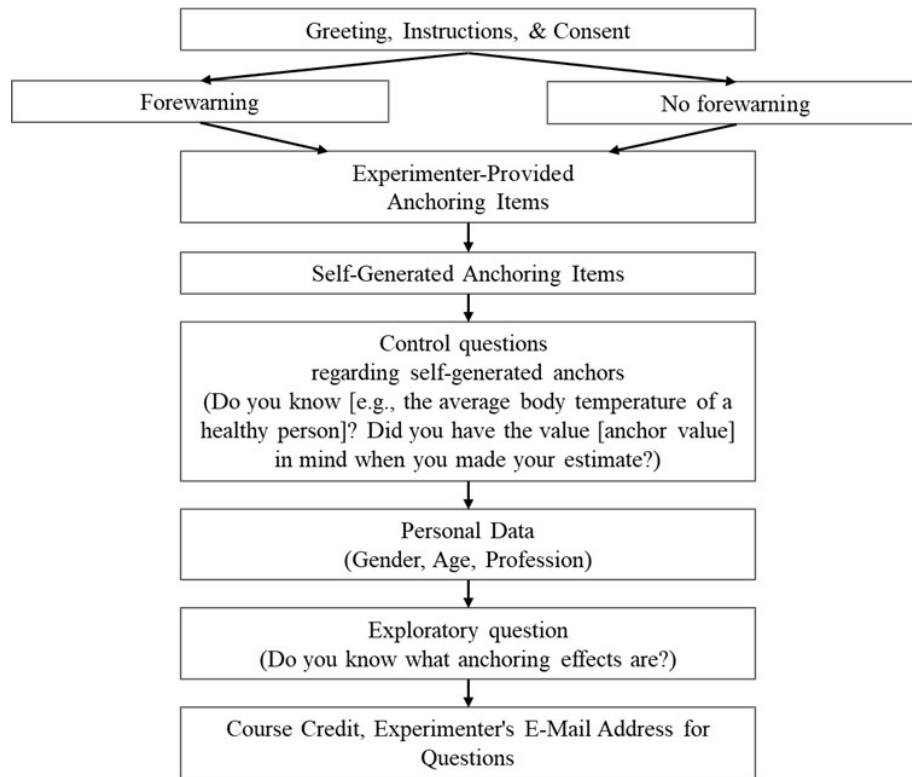 Greeting, Instructions, & Consent
Forewarning
No forewarning
Experimenter-Provided
Anchoring Items
Self-Generated Anchoring Items
Control questions
regarding self-generated anchors
(Do you know [e.g., the average body temperature of a
healthy person]? Did you have the value [anchor value]
in mind when you made your estimate?)
Personal Data
(Gender, Age, Profession)
Exploratory question
(Do you know what anchoring effects are?)
Course Credit, Experimenter's E-Mail Address for
Questions